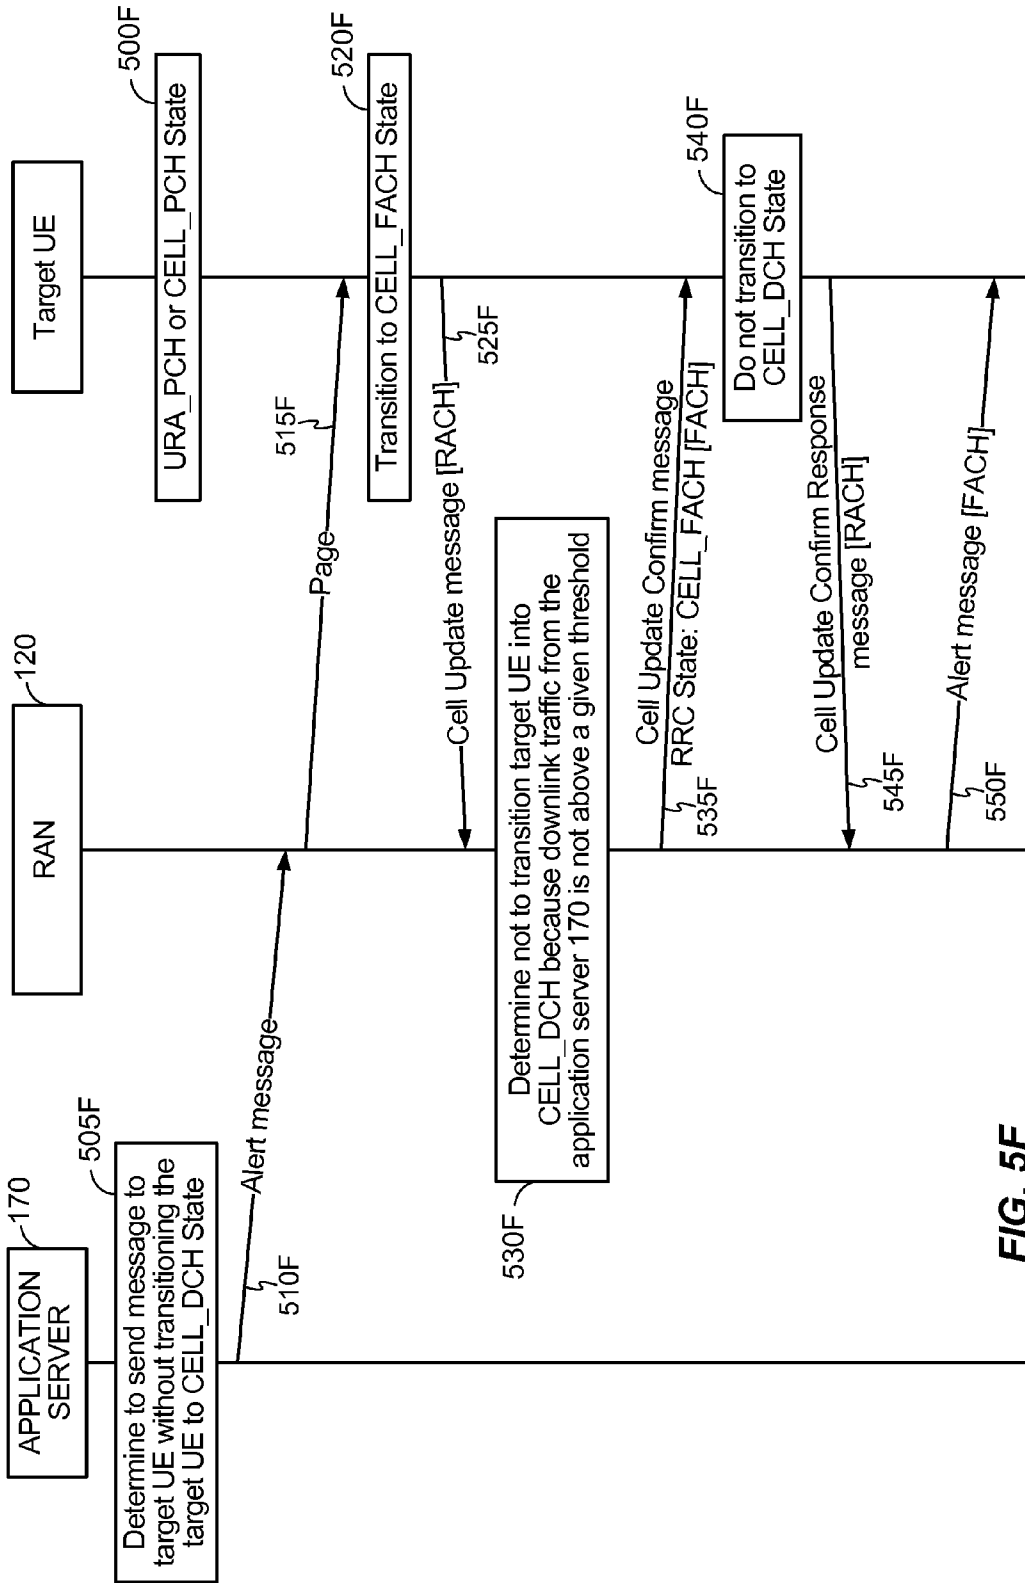 APPLICATION
SERVER
170
RAN
120
Target UE
URA_PCH or CELL_PCH State
500F
Determine to send message to
target UE without transitioning the
target UE to CELL_DCH State
505F
Alert message
510F
Page
515F
Transition to CELL_FACH State
520F
Cell Update message [RACH]
525F
Determine not to transition target UE into
CELL_DCH because downlink traffic from the
application server 170 is not above a given threshold
530F
Cell Update Confirm message
RRC State: CELL_FACH [FACH]
535F
Do not transition to
CELL_DCH State
540F
Cell Update Confirm Response
message [RACH]
545F
Alert message [FACH]
550F
FIG. 5F